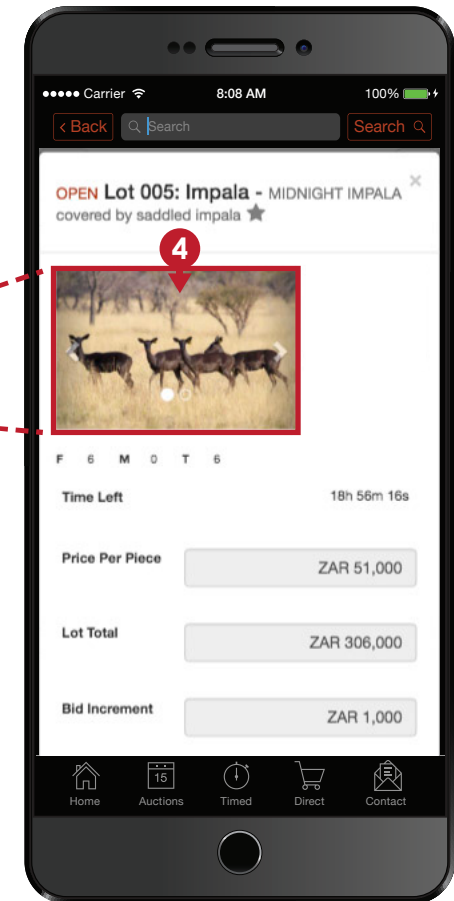 Carrier 8:08 AM 100%
< Back Search Search
OPEN Lot 005: Impala - MIDNIGHT IMPALA ×
covered by saddled impala ★
4
F 6 M 0 T 6
Time Left 18h 56m 16s
Price Per Piece ZAR 51,000
Lot Total ZAR 306,000
Bid Increment ZAR 1,000
15
Home Auctions Timed Direct Contact